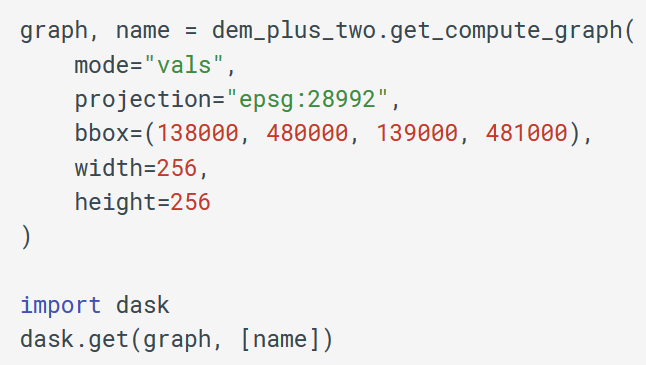 graph, name = dem_plus_two.get_compute_graph(
    mode="vals",
    projection="epsg:28992",
    bbox=(138000, 480000, 139000, 481000),
    width=256,
    height=256
)
import dask
dask.get(graph, [name])